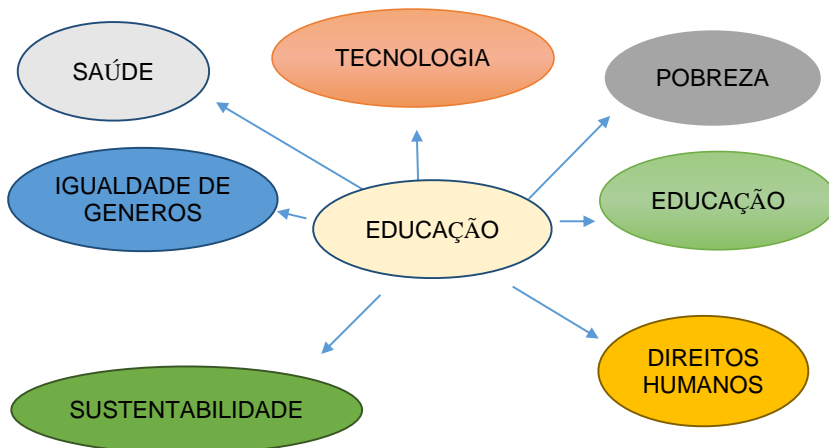 SAÚDE
TECNOLOGIA
POBREZA
IGUALDADE DE
GENEROS
EDUCAÇÃO
EDUCAÇÃO
DIREITOS
HUMANOS
SUSTENTABILIDADE